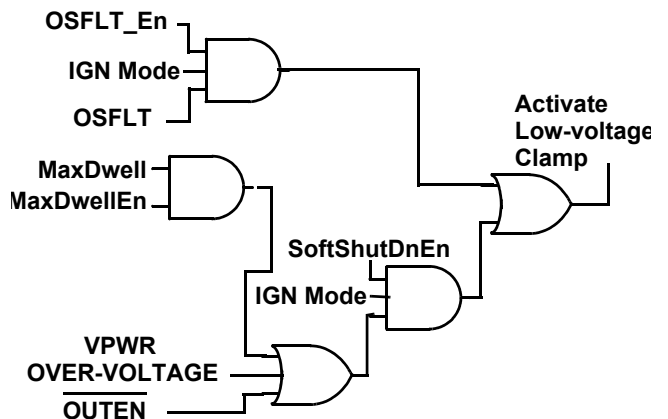 OSFLT_En
IGN Mode
OSFLT
Activate
Low-voltage
Clamp
MaxDwell
MaxDwellEn
SoftShutDnEn
IGN Mode
VPWR
OVER-VOLTAGE
OUTEN